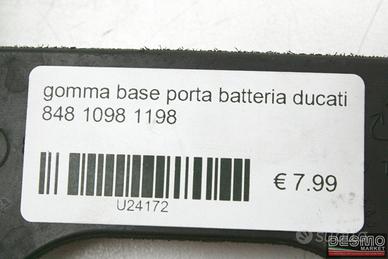 gomma base porta batteria ducati
848 1098 1198
€ 7.99
U24172
DESMO
MARKET